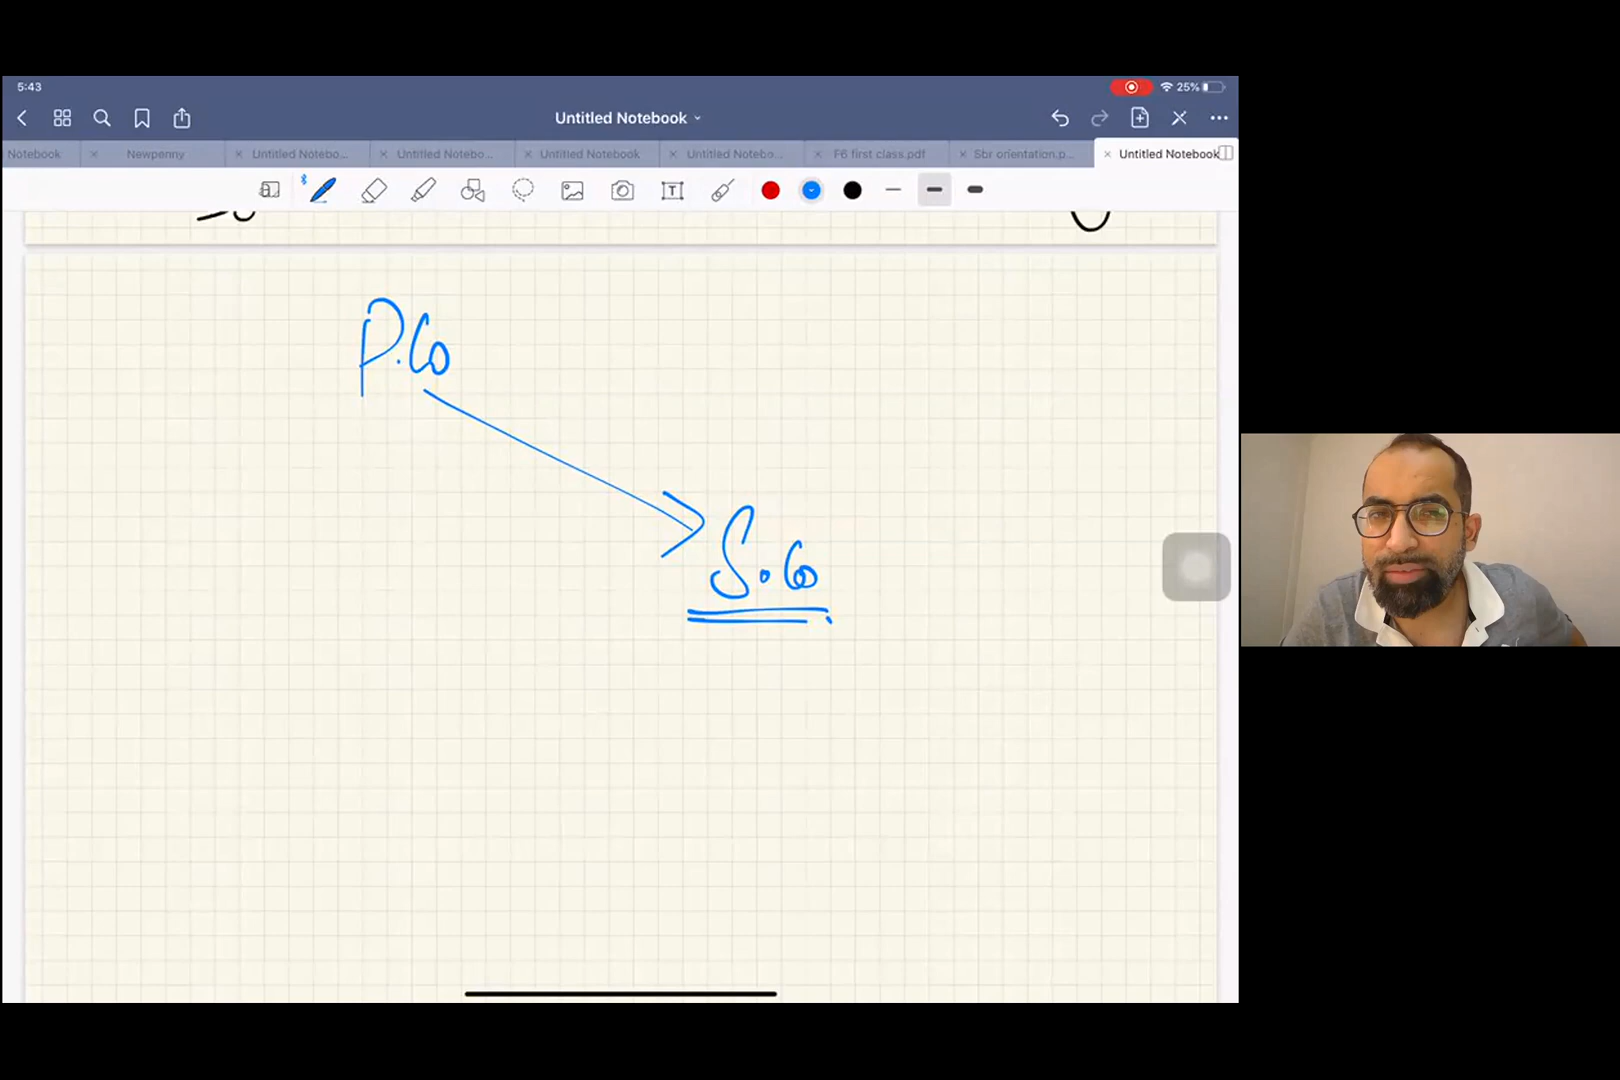 5:43
25%
Untitled Notebook
Notebook
Newpenny
Untitled Notebo...
Untitled Notebo...
Untitled Notebook
Untitled Notebo...
F6 first class.pdf
Sbr orientation.p...
Untitled Notebook
T
P.Co
S.Co